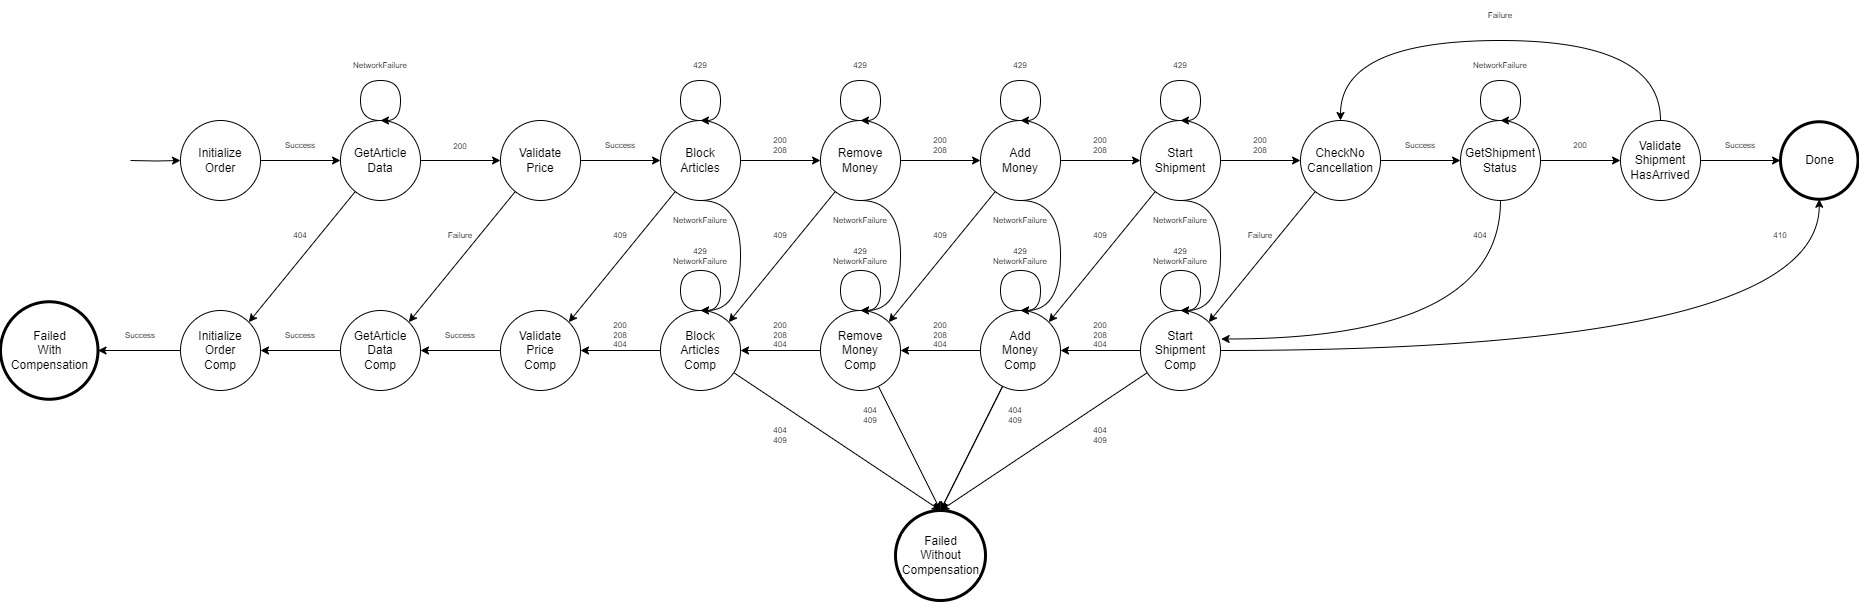 Failure
NetworkFailure
429
429
429
429
NetworkFailure
Initialize
Order
Success
GetArticle
Data
200
Validate
Price
Success
Block
Articles
200
208
Remove
Money
200
208
Add
Money
200
208
Start
Shipment
200
208
CheckNo
Cancellation
Success
GetShipment
Status
200
Validate
Shipment
HasArrived
Success
Done
404
Failure
409
NetworkFailure
409
NetworkFailure
409
NetworkFailure
409
NetworkFailure
Failure
404
410
429
NetworkFailure
429
NetworkFailure
429
NetworkFailure
429
NetworkFailure
Failed
With
Compensation
Success
Initialize
Order
Comp
Success
GetArticle
Data
Comp
Success
Validate
Price
Comp
200
208
404
Block
Articles
Comp
200
208
404
Remove
Money
Comp
200
208
404
Add
Money
Comp
200
208
404
Start
Shipment
Comp
404
409
404
409
404
409
404
409
Failed
Without
Compensation